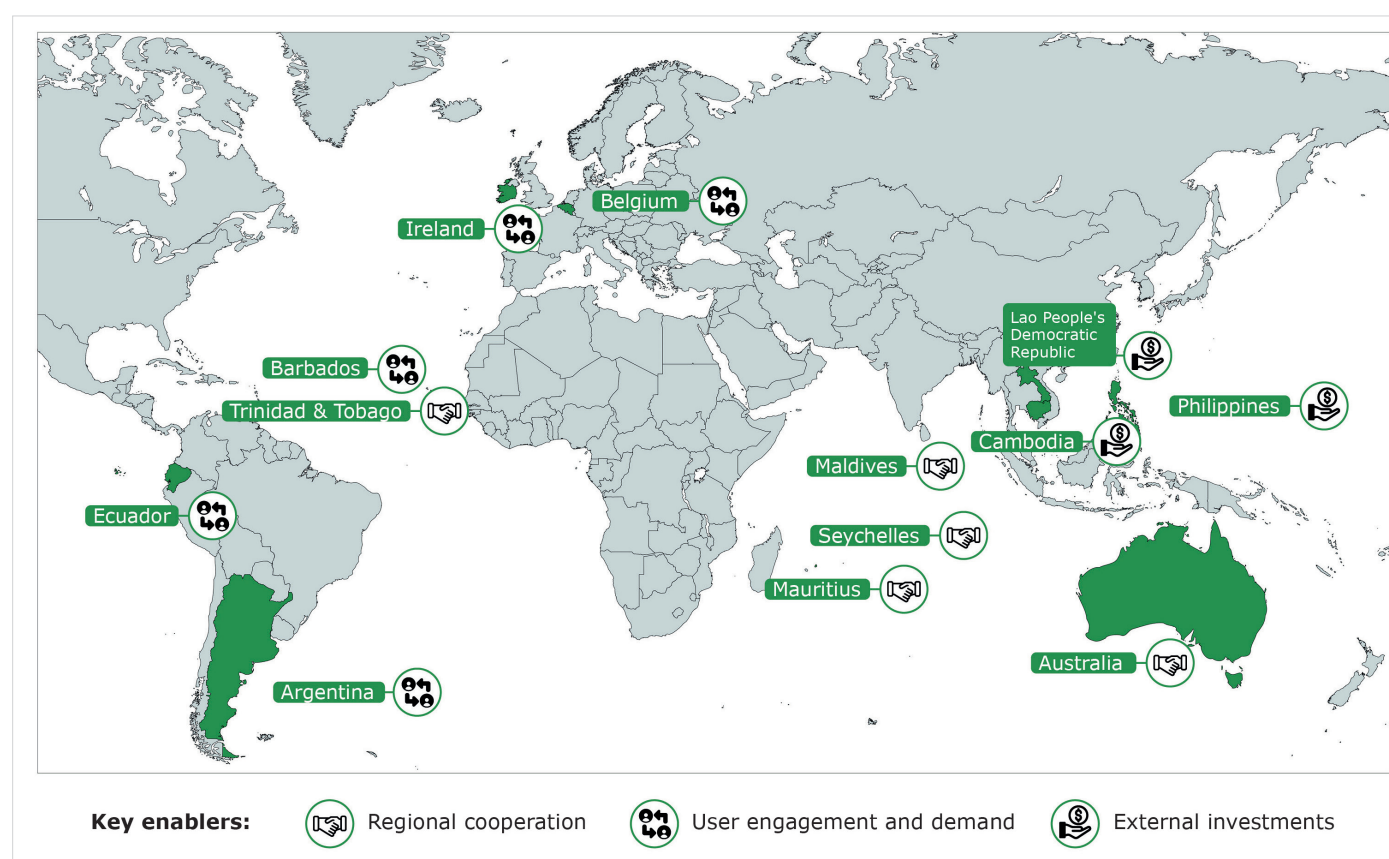 Belgium
Ireland
Lao People's
Democratic
Republic
Barbados
Trinidad & Tobago
Philippines
Cambodia
Maldives
Ecuador
Seychelles
Mauritius
Australia
Argentina
Key enablers: Regional cooperation User engagement and demand External investments